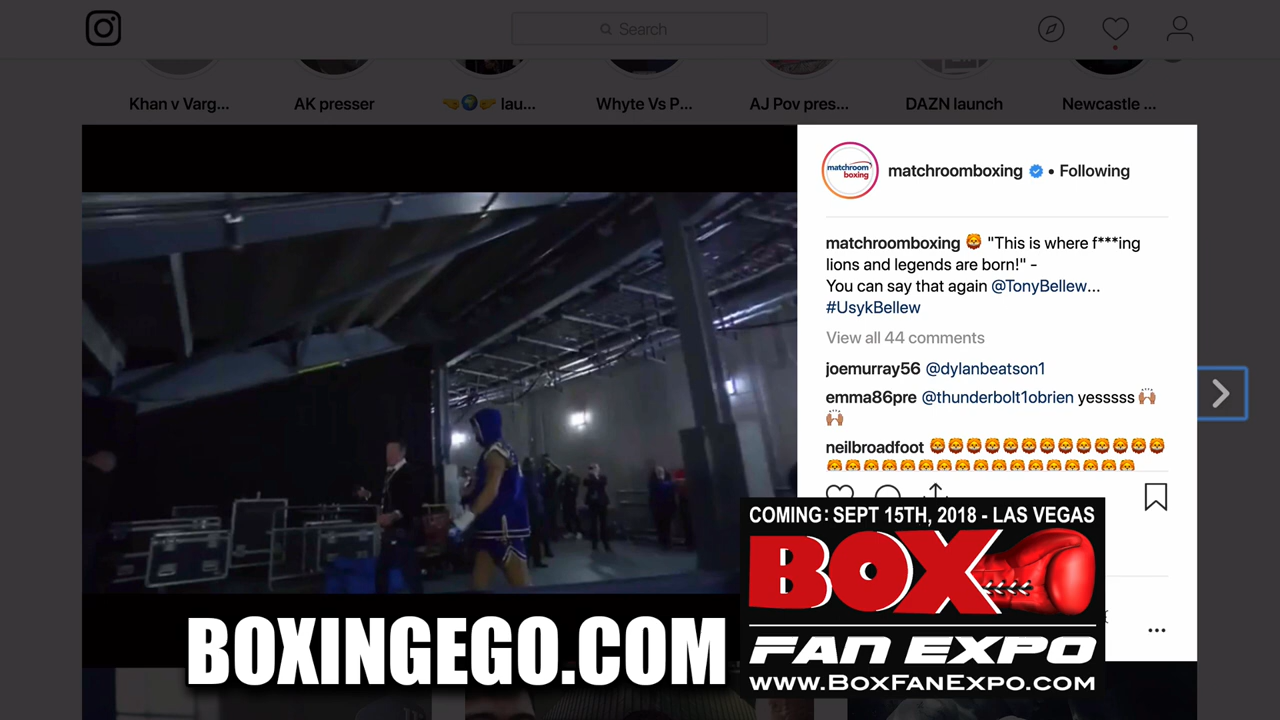 Search
Khan v Varg...
AK presser
🤜🌍🤛 lau...
Whyte Vs P...
AJ Pov pres...
DAZN launch
Newcastle ...
matchroom
boxing
matchroomboxing • Following
matchroomboxing 🦁 "This is where f***ing
lions and legends are born!" -
You can say that again @TonyBellew...
#UsykBellew
View all 44 comments
joemurray56 @dylanbeatson1
emma86pre @thunderbolt1obrien yesssss 🙌🏽
🙌🏽
neilbroadfoot 🦁🦁🦁🦁🦁🦁🦁🦁🦁🦁🦁🦁🦁
🦁🦁🦁🦁🦁🦁🦁🦁🦁🦁🦁🦁🦁🦁🦁🦁🦁
COMING: SEPT 15TH, 2018 - LAS VEGAS
BOX
FAN EXPO
www.BoxFanExpo.com
BOXINGEGO.COM